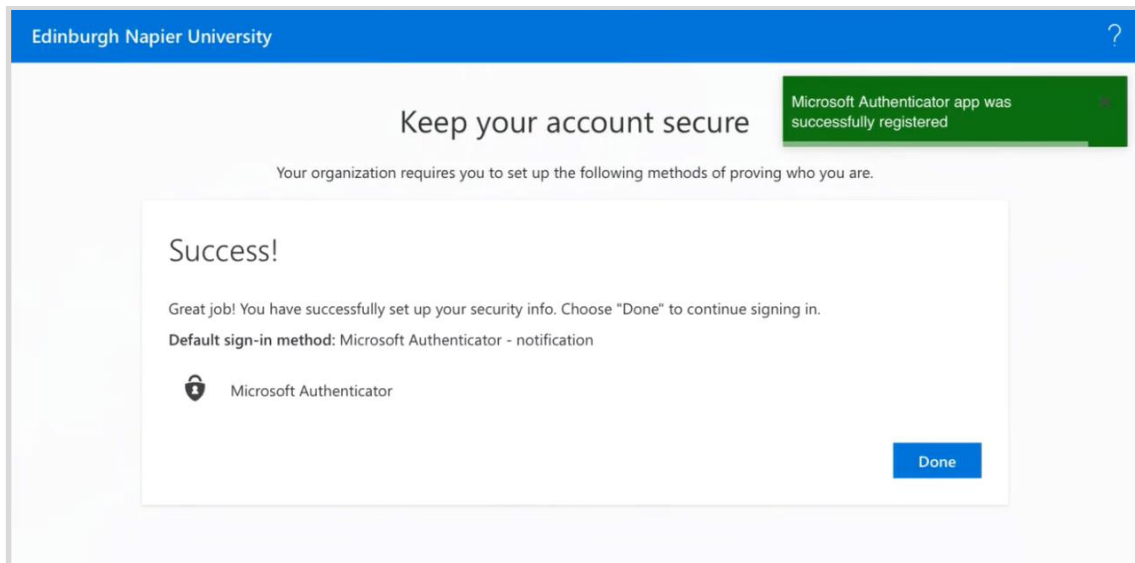 Edinburgh Napier University
?
Microsoft Authenticator app was
successfully registered
Keep your account secure
Your organization requires you to set up the following methods of proving who you are.
Success!
Great job! You have successfully set up your security info. Choose "Done" to continue signing in.
Default sign-in method: Microsoft Authenticator - notification
Microsoft Authenticator
Done